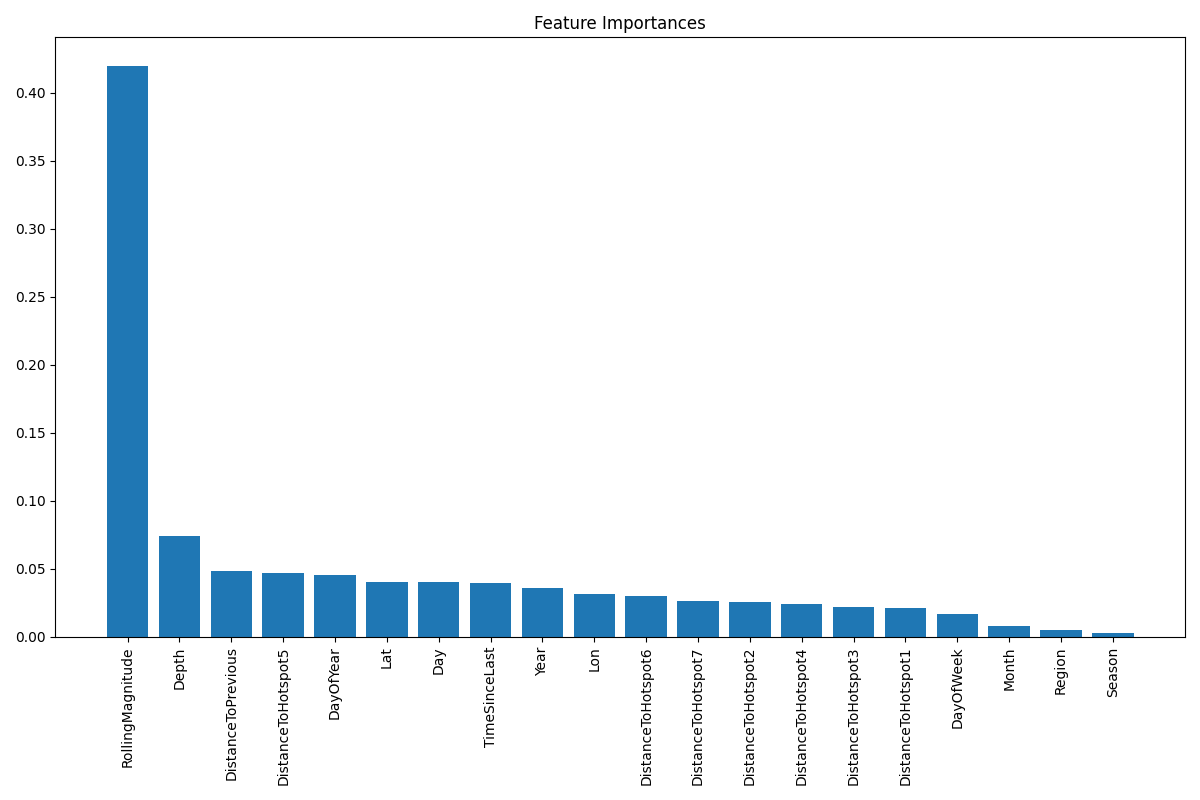 Feature Importances
0.40
0.35
0.30
0.25
0.20
0.15
0.10
0.05
0.00
RollingMagnitude
Depth
DistanceToPrevious
DistanceToHotspot5
DayOfYear
Lat
Day
TimeSinceLast
Year
Lon
DistanceToHotspot6
DistanceToHotspot7
DistanceToHotspot2
DistanceToHotspot4
DistanceToHotspot3
DistanceToHotspot1
DayOfWeek
Month
Region
Season